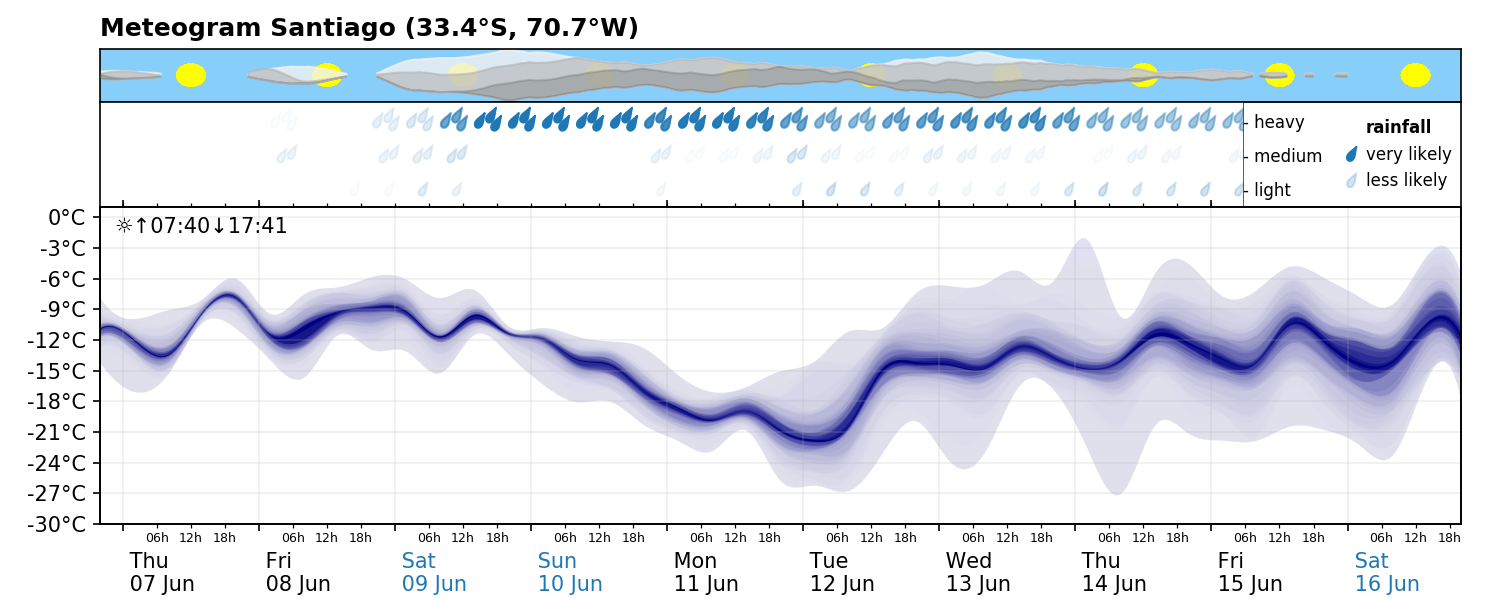 Meteogram Santiago (33.4°S, 70.7°W)
heavy
medium
light
rainfall
very likely
less likely
☼↑07:40↓17:41
0°C
-3°C
-6°C
-9°C
-12°C
-15°C
-18°C
-21°C
-24°C
-27°C
-30°C
06h 12h 18h 06h 12h 18h 06h 12h 18h 06h 12h 18h 06h 12h 18h 06h 12h 18h 06h 12h 18h 06h 12h 18h 06h 12h 18h 06h 12h 18h
Thu Fri Sat Sun Mon Tue Wed Thu Fri Sat
07 Jun 08 Jun 09 Jun 10 Jun 11 Jun 12 Jun 13 Jun 14 Jun 15 Jun 16 Jun